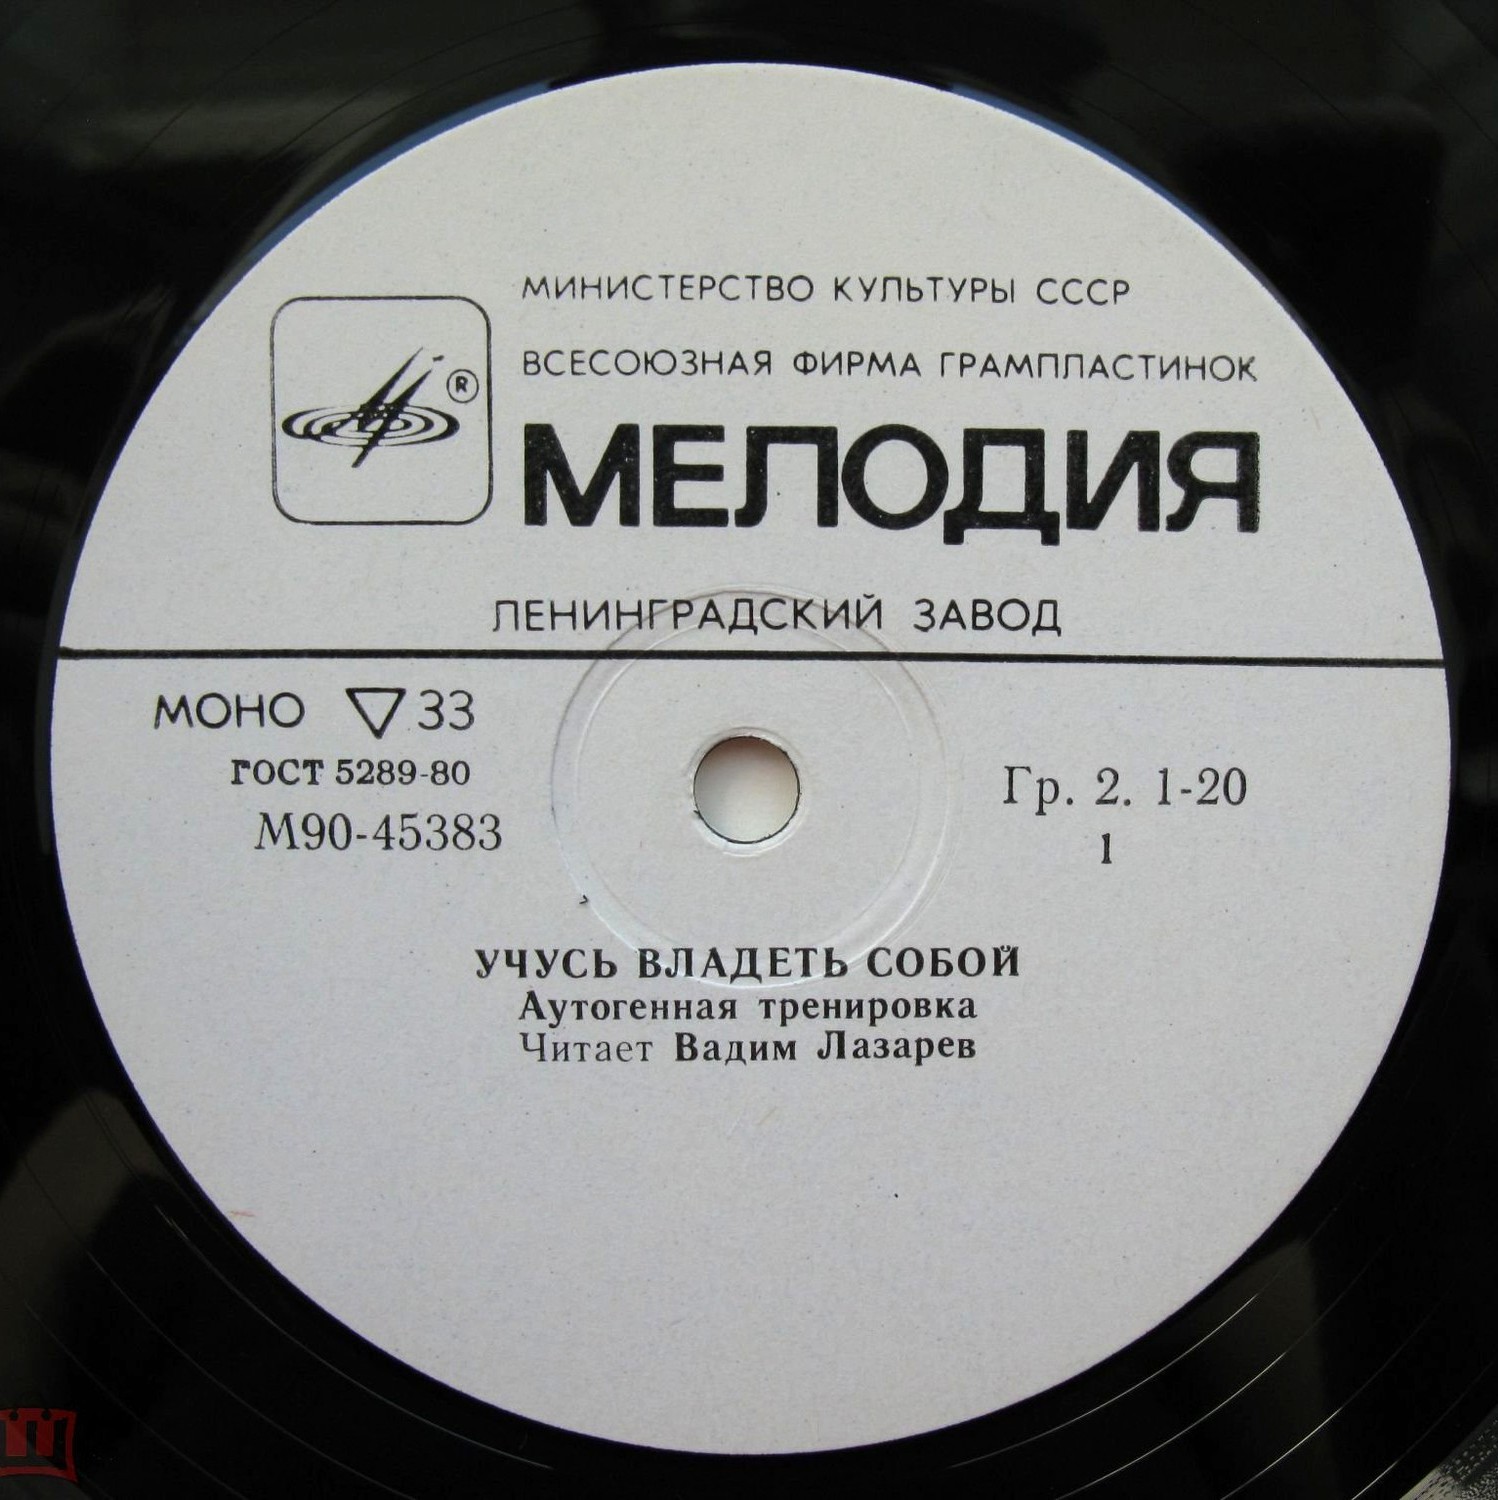 МИНИСТЕРСТВО КУЛЬТУРЫ СССР
ВСЕСОЮЗНАЯ ФИРМА ГРАМПЛАСТИНОК
®
МЕЛОДИЯ
ЛЕНИНГРАДСКИЙ ЗАВОД
МОНО ▽ 33
ГОСТ 5289-80
М90-45383
Гр. 2. 1-20
1
УЧУСЬ ВЛАДЕТЬ СОБОЙ
Аутогенная тренировка
Читает Вадим Лазарев